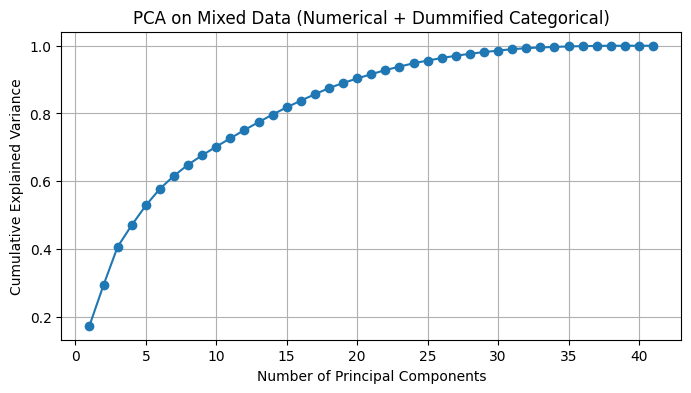 PCA on Mixed Data (Numerical + Dummified Categorical)
Cumulative Explained Variance
1.0
0.8
0.6
0.4
0.2
0 5 10 15 20 25 30 35 40
Number of Principal Components